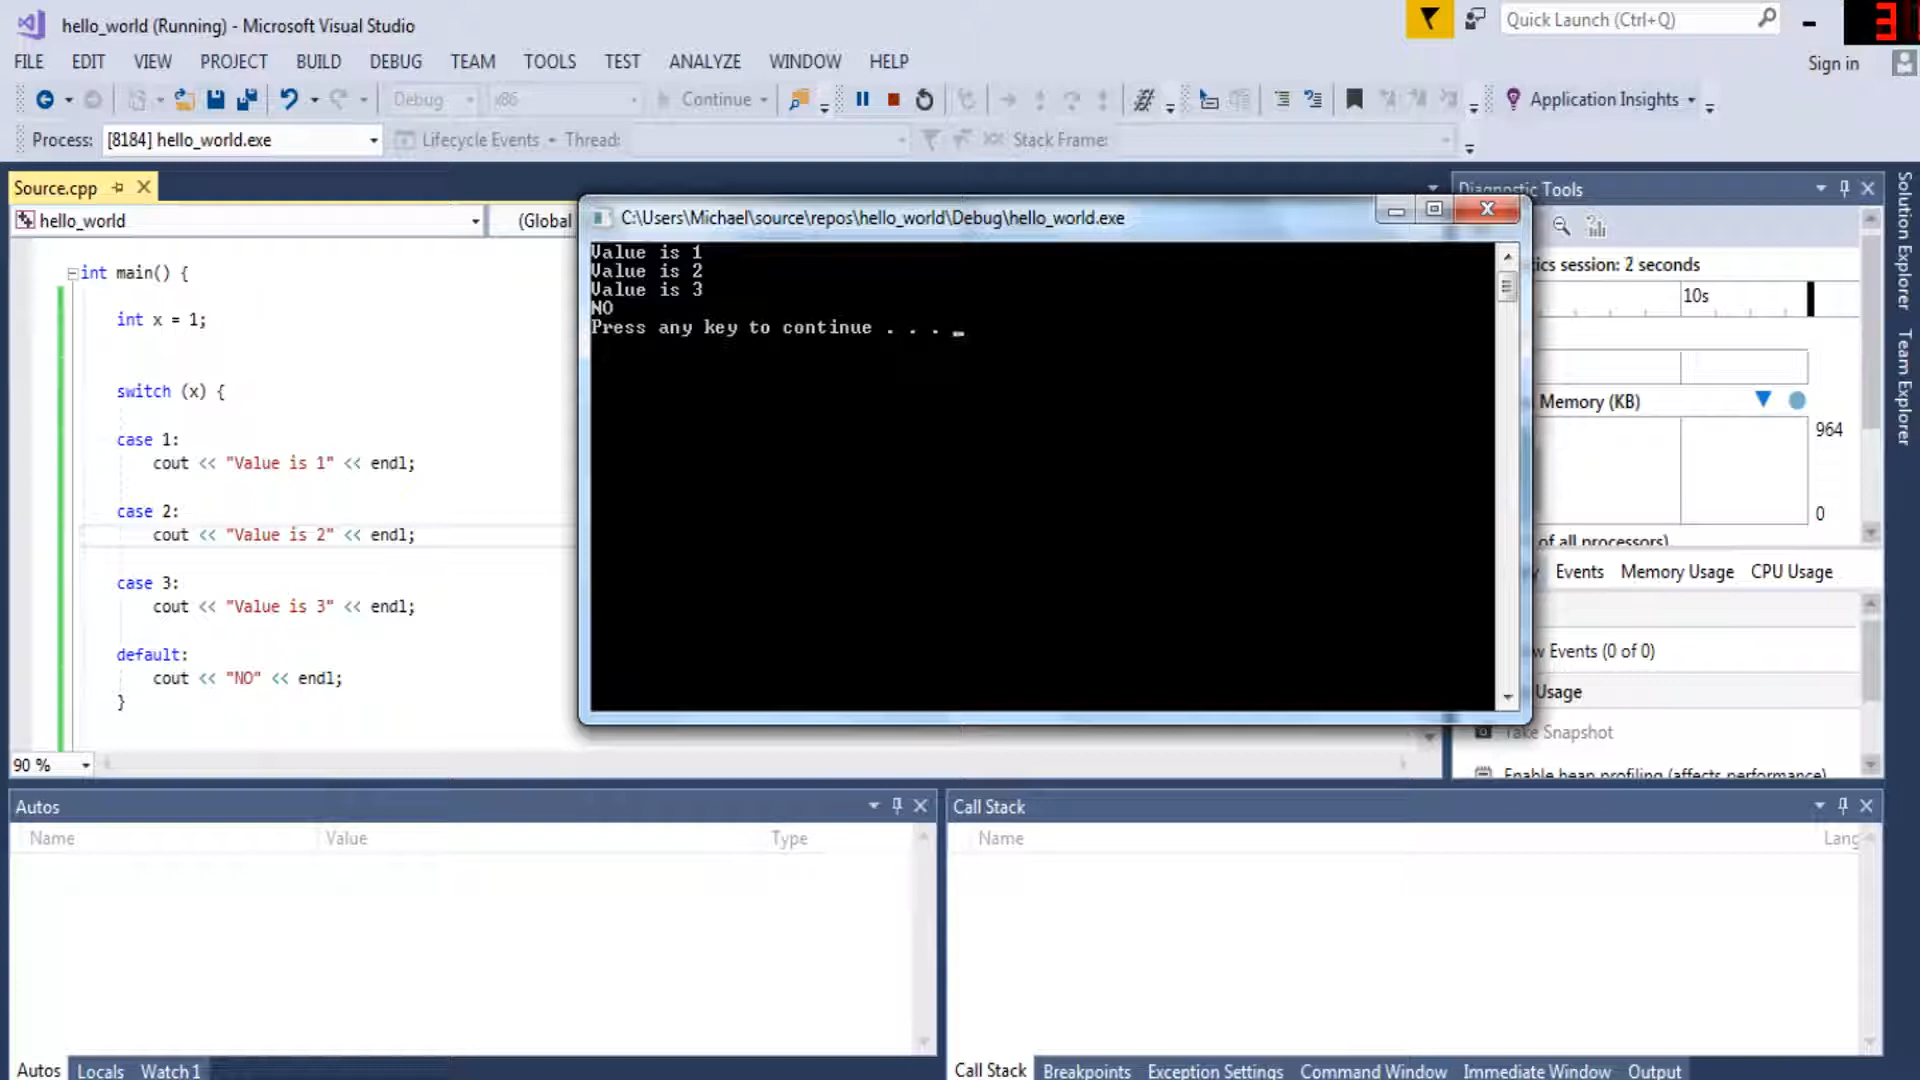 hello_world (Running) - Microsoft Visual Studio
Quick Launch (Ctrl+Q)
FILE EDIT VIEW PROJECT BUILD DEBUG TEAM TOOLS TEST ANALYZE WINDOW HELP
Sign in
Debug x86 Continue Application Insights
Process: [8184] hello_world.exe Lifecycle Events Thread: Stack Frame:
Source.cpp
hello_world (Global
int main() {
int x = 1;
switch (x) {
case 1:
cout << "Value is 1" << endl;
case 2:
cout << "Value is 2" << endl;
case 3:
cout << "Value is 3" << endl;
default:
cout << "NO" << endl;
}
90 %
C:\Users\Michael\source\repos\hello_world\Debug\hello_world.exe
Value is 1
Value is 2
Value is 3
NO
Press any key to continue . . . _
Diagnostic Tools
tics session: 2 seconds
10s
Memory (KB)
964
0
of all processors)
Events Memory Usage CPU Usage
w Events (0 of 0)
Usage
Take Snapshot
Enable heap profiling (affects performance)
Solution Explorer
Team Explorer
Autos
Name Value Type
Autos Locals Watch 1
Call Stack
Name Lang
Call Stack Breakpoints Exception Settings Command Window Immediate Window Output